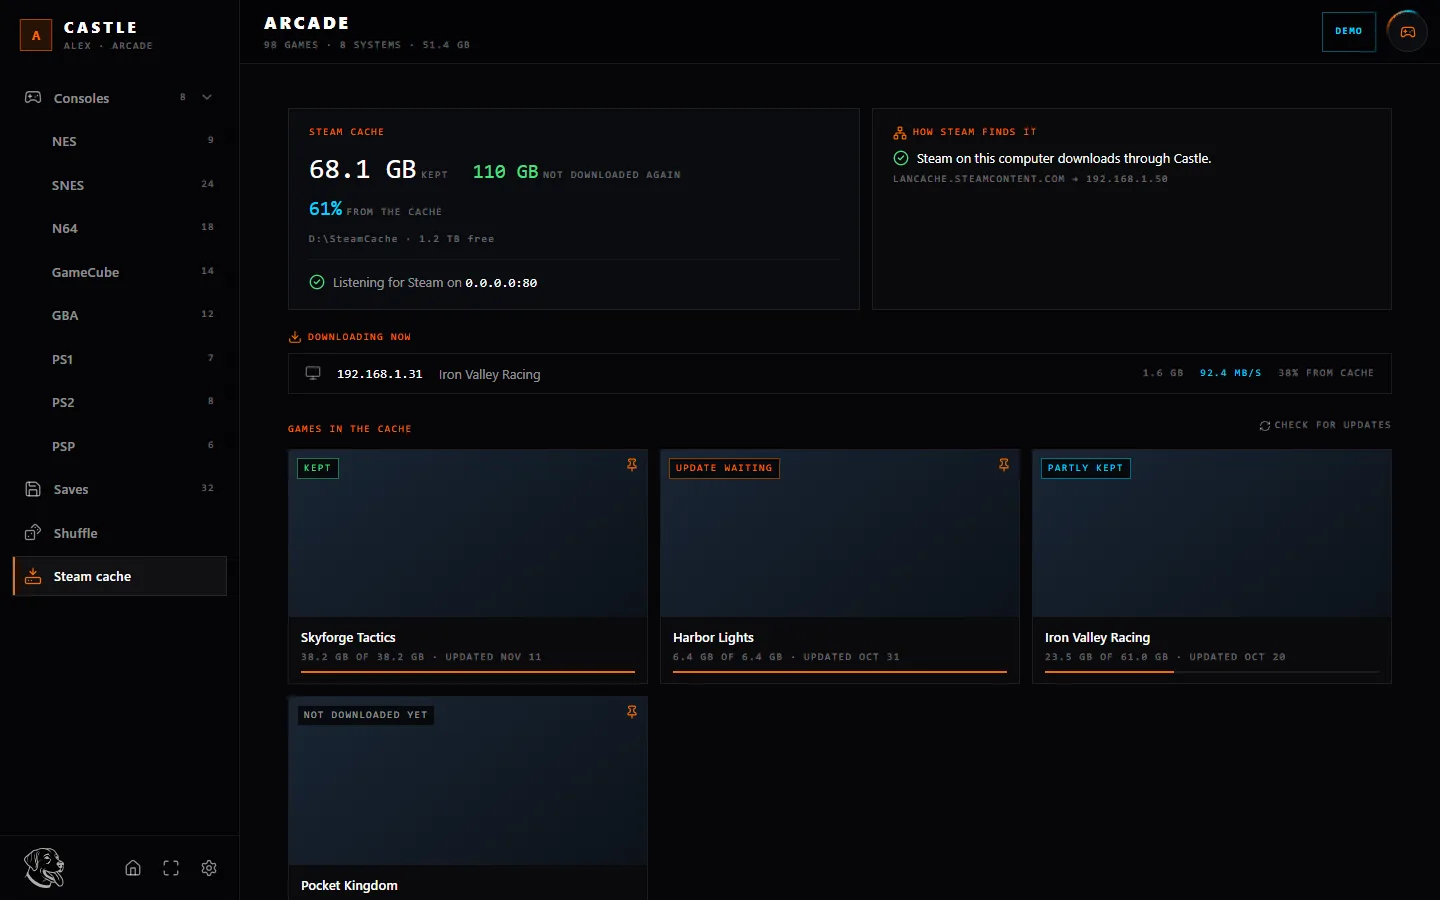 A
CASTLE
ALEX · ARCADE
ARCADE
98 GAMES · 8 SYSTEMS · 51.4 GB
DEMO
Consoles 8
NES 9
SNES 24
N64 18
GameCube 14
GBA 12
PS1 7
PS2 8
PSP 6
Saves 32
Shuffle
Steam cache
STEAM CACHE
68.1 GB KEPT 110 GB NOT DOWNLOADED AGAIN
61% FROM THE CACHE
D:\SteamCache · 1.2 TB free
Listening for Steam on 0.0.0.0:80
HOW STEAM FINDS IT
Steam on this computer downloads through Castle.
LANCACHE.STEAMCONTENT.COM → 192.168.1.50
DOWNLOADING NOW
192.168.1.31 Iron Valley Racing 1.6 GB 92.4 MB/S 38% FROM CACHE
GAMES IN THE CACHE
CHECK FOR UPDATES
KEPT
Skyforge Tactics
38.2 GB OF 38.2 GB · UPDATED NOV 11
UPDATE WAITING
Harbor Lights
6.4 GB OF 6.4 GB · UPDATED OCT 31
PARTLY KEPT
Iron Valley Racing
23.5 GB OF 61.0 GB · UPDATED OCT 20
NOT DOWNLOADED YET
Pocket Kingdom